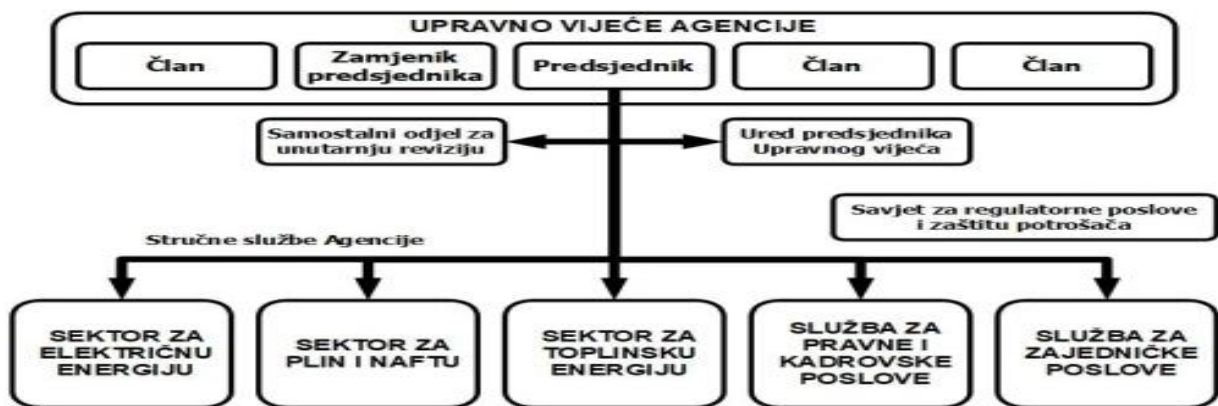 UPRAVNO VIJEĆE AGENCIJE
Član
Zamjenik
predsjednika
Predsjednik
Član
Član
Samostalni odjel za
unutarnju reviziju
Ured predsjednika
Upravnog vijeća
Savjet za regulatorne poslove
i zaštitu potrošača
Stručne službe Agencije
SEKTOR ZA
ELEKTRIČNU
ENERGIJU
SEKTOR ZA
PLIN I NAFTU
SEKTOR ZA
TOPLINSKU
ENERGIJU
SLUŽBA ZA
PRAVNE I
KADROVSKE
POSLOVE
SLUŽBA ZA
ZAJEDNIČKE
POSLOVE